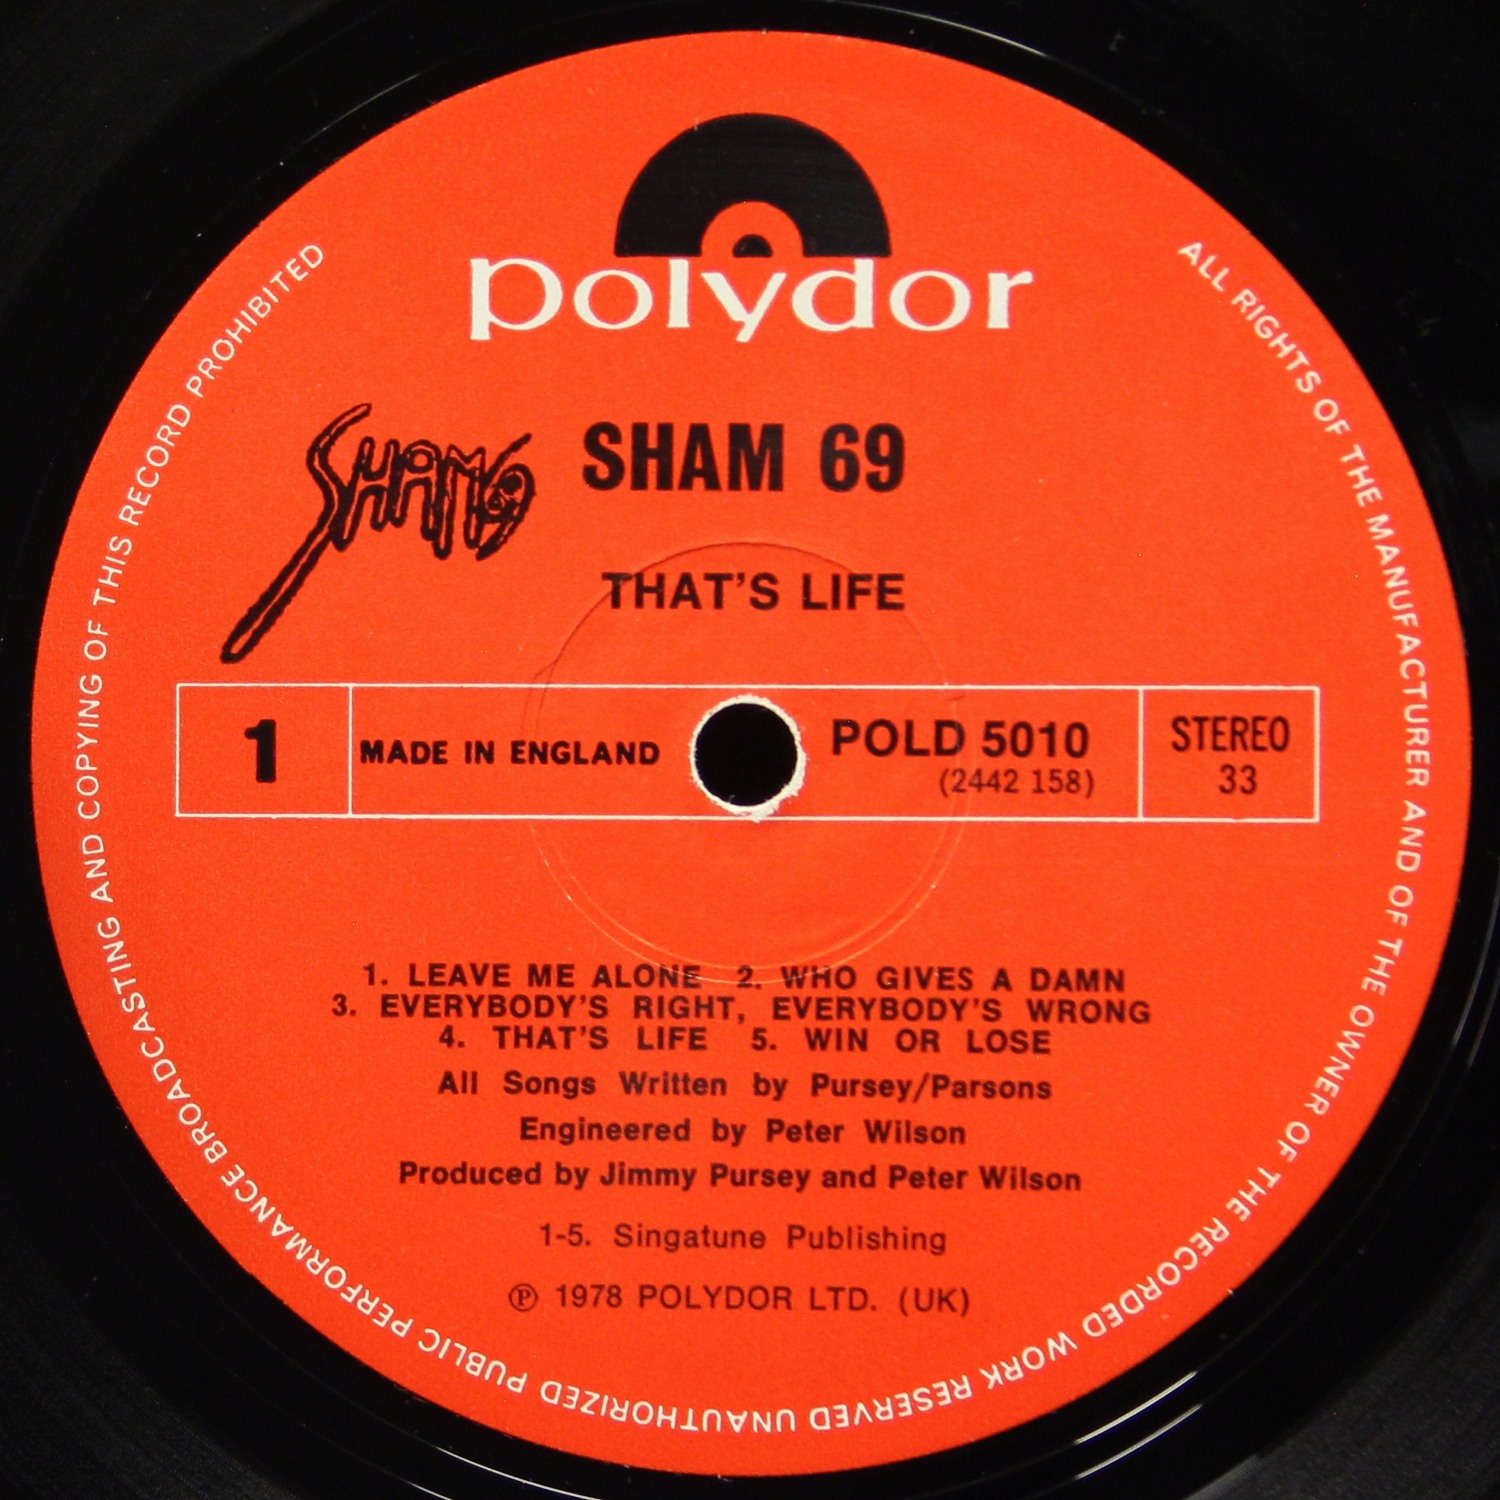 polydor
SHAM 69
SHAM 69
THAT'S LIFE
1
MADE IN ENGLAND
POLD 5010
(2442 158)
STEREO
33
1. LEAVE ME ALONE 2. WHO GIVES A DAMN
3. EVERYBODY'S RIGHT, EVERYBODY'S WRONG
4. THAT'S LIFE 5. WIN OR LOSE
All Songs Written by Pursey/Parsons
Engineered by Peter Wilson
Produced by Jimmy Pursey and Peter Wilson
1-5. Singatune Publishing
℗ 1978 POLYDOR LTD. (UK)
ALL RIGHTS OF THE MANUFACTURER AND OF THE OWNER OF THE RECORDED WORK RESERVED UNAUTHORIZED PUBLIC PERFORMANCE BROADCASTING AND COPYING OF THIS RECORD PROHIBITED